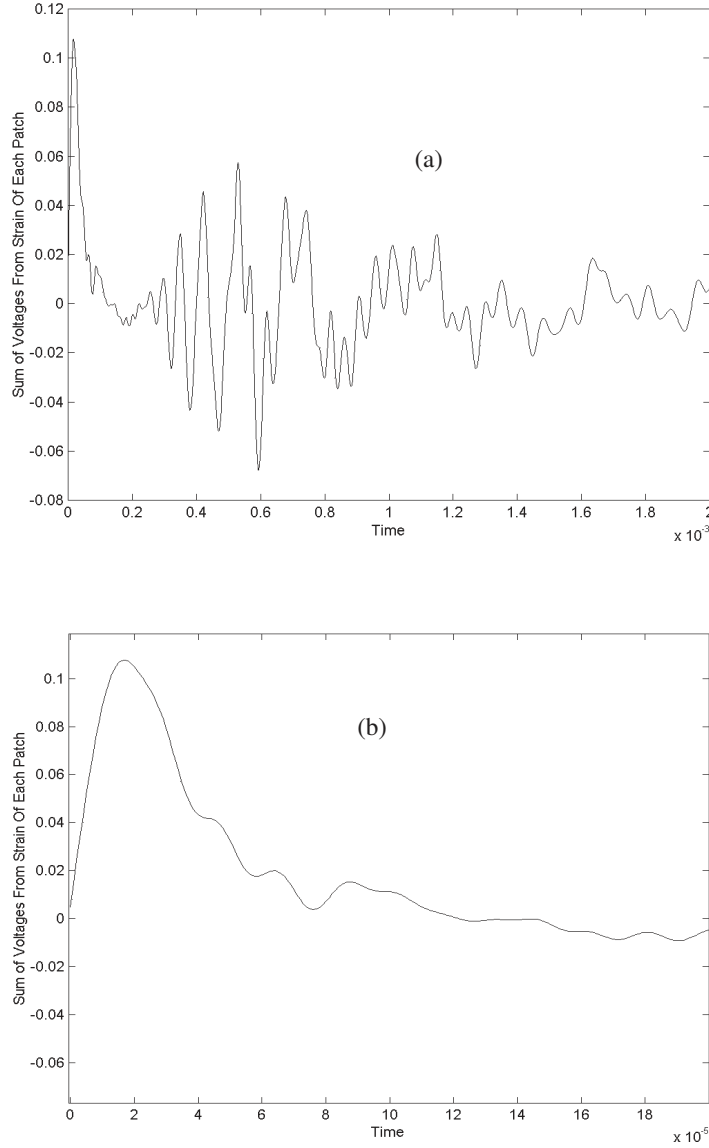 0.12
0.1
0.08
0.06
0.04
0.02
0
-0.02
-0.04
-0.06
-0.08
Sum of Voltages From Strain Of Each Patch
(a)
0 0.2 0.4 0.6 0.8 1 1.2 1.4 1.6 1.8 2
Time
x 10-3
0.1
0.08
0.06
0.04
0.02
0
-0.02
-0.04
-0.06
Sum of Voltages From Strain Of Each Patch
(b)
0 2 4 6 8 10 12 14 16 18
Time
x 10-5